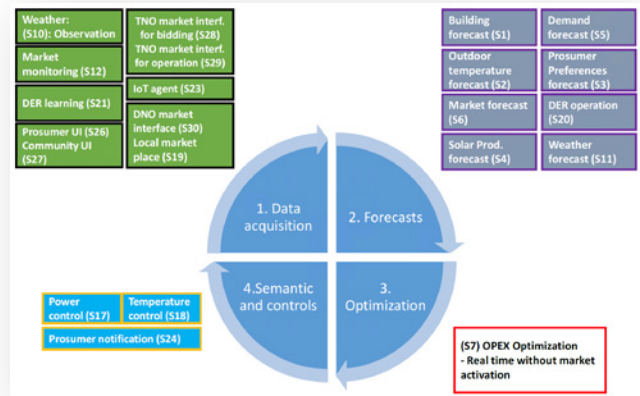 Weather:
(S10): Observation
Market
monitoring (S12)
DER learning (S21)
Prosumer UI (S26)
Community UI
(S27)
TNO market interf.
for bidding (S28)
TNO market interf.
for operation (S29)
IoT agent (S23)
DNO market
interface (S30)
Local market
place (S19)
Building
forecast (S1)
Demand
forecast (S5)
Outdoor
temperature
forecast (S2)
Prosumer
Preferences
forecast (S3)
Market forecast
(S6)
DER operation
(S20)
Solar Prod.
forecast (S4)
Weather
forecast (S11)
1. Data
acquisition
2. Forecasts
4.Semantic
and controls
3.
Optimization
Power
control (S17)
Temperature
control (S18)
Prosumer notification (S24)
(S7) OPEX Optimization
- Real time without market
activation